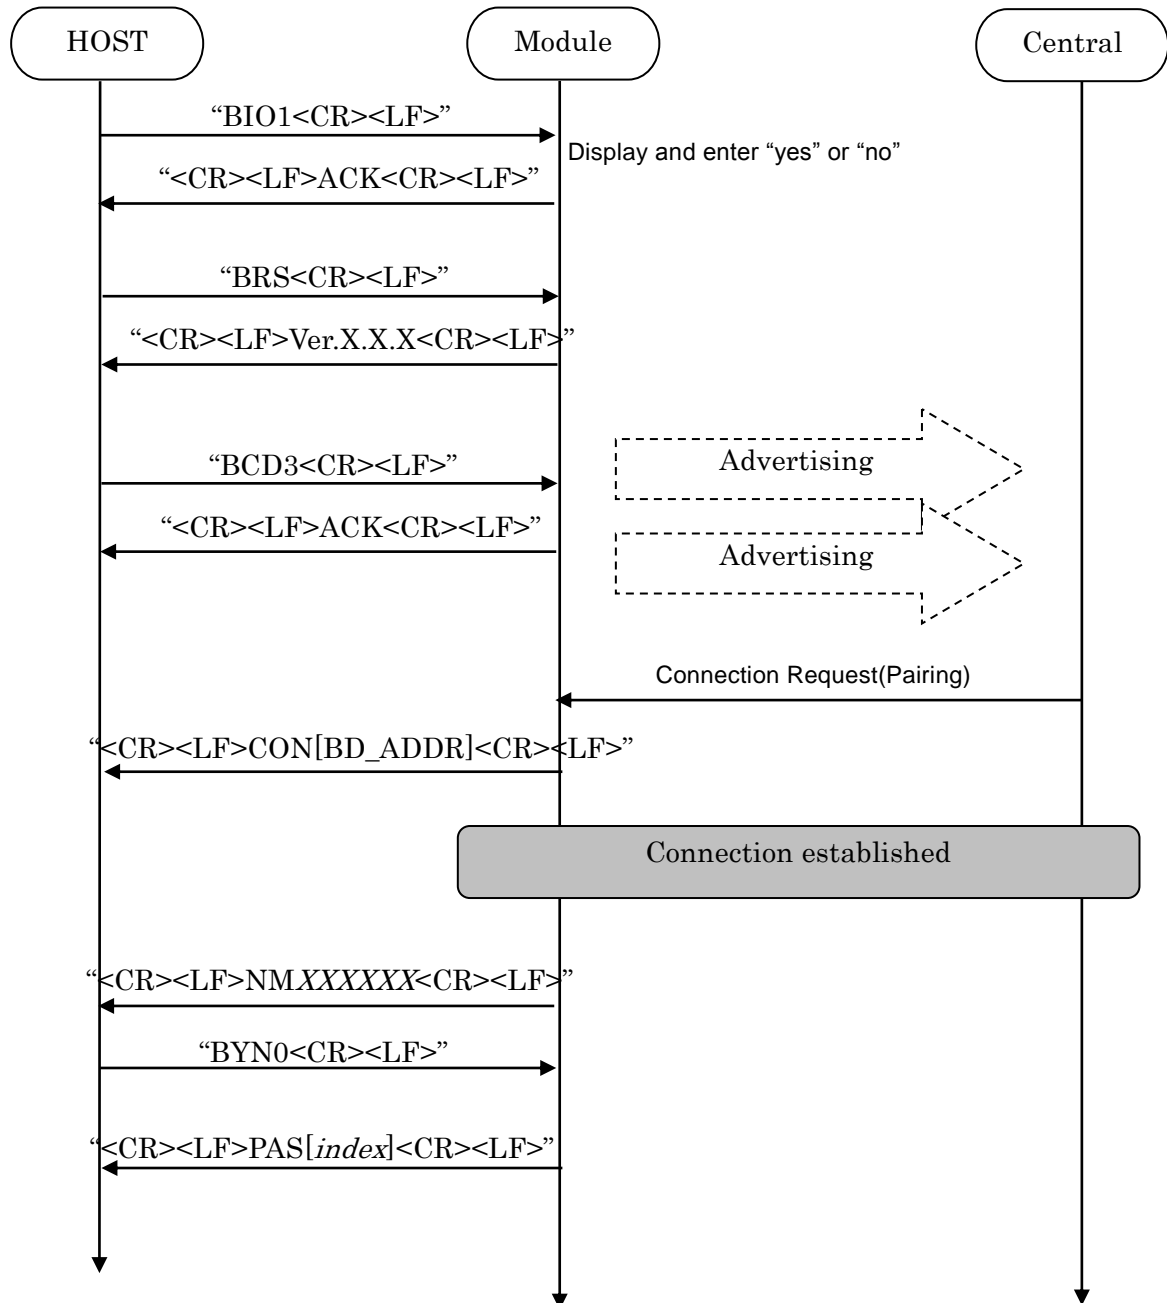 HOST Module Central
“BIO1<CR><LF>”
Display and enter “yes” or “no”
“<CR><LF>ACK<CR><LF>”
“BRS<CR><LF>”
“<CR><LF>Ver.X.X.X<CR><LF>”
Advertising
“BCD3<CR><LF>”
“<CR><LF>ACK<CR><LF>”
Advertising
Connection Request(Pairing)
“<CR><LF>CON[BD_ADDR]<CR><LF>”
Connection established
“<CR><LF>NMXXXXXX<CR><LF>”
“BYN0<CR><LF>”
“<CR><LF>PAS[index]<CR><LF>”